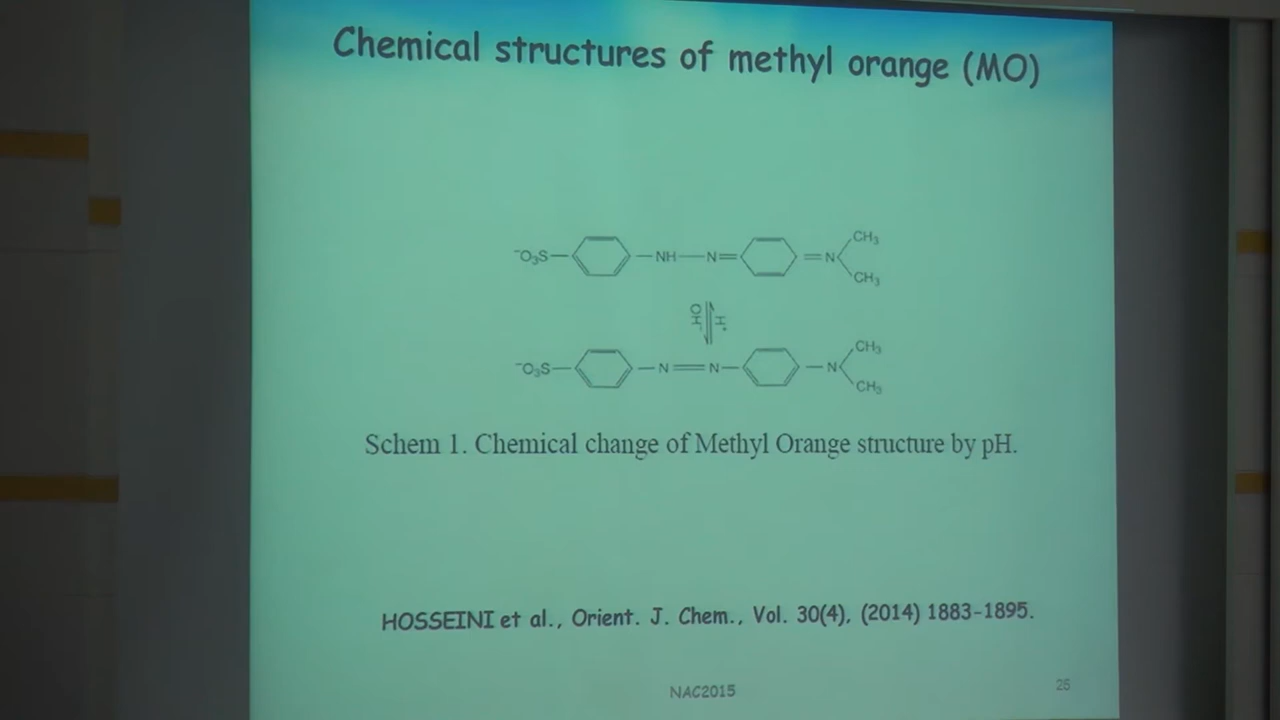 Chemical structures of methyl orange (MO)
CH3
⁻O3S NH N N
CH3
OH H+
CH3
⁻O3S N N N
CH3
Schem 1. Chemical change of Methyl Orange structure by pH.
HOSSEINI et al., Orient. J. Chem., Vol. 30(4), (2014) 1883-1895.
NAC2015
25